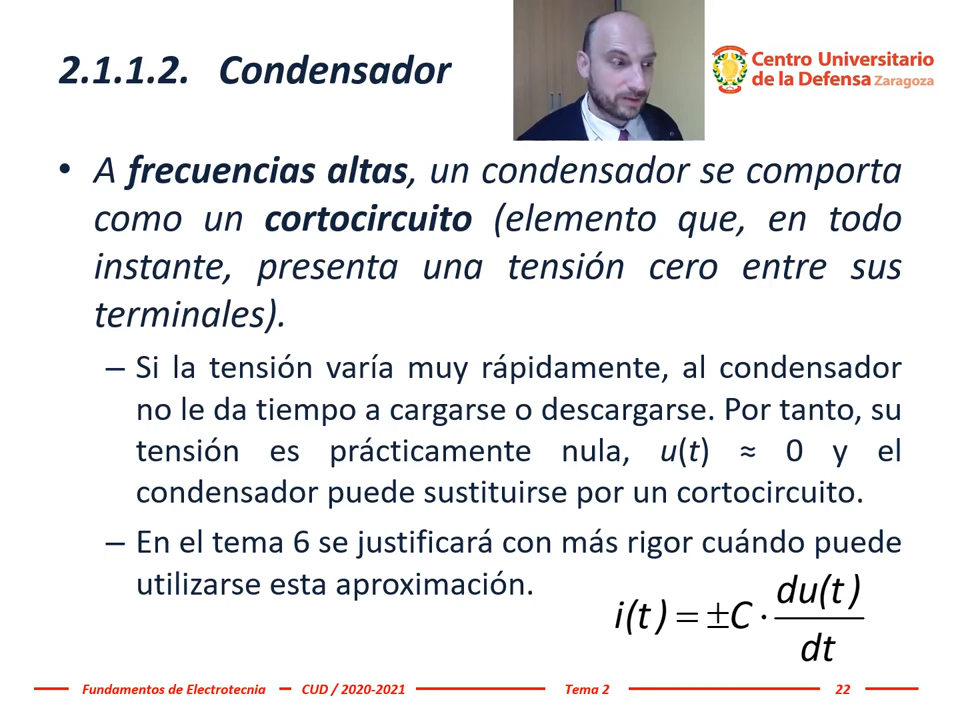 2.1.1.2. Condensador
Centro Universitario
de la Defensa Zaragoza
• A frecuencias altas, un condensador se comporta
como un cortocircuito (elemento que, en todo
instante, presenta una tensión cero entre sus
terminales).
– Si la tensión varía muy rápidamente, al condensador
no le da tiempo a cargarse o descargarse. Por tanto, su
tensión es prácticamente nula, u(t) ≈ 0 y el
condensador puede sustituirse por un cortocircuito.
– En el tema 6 se justificará con más rigor cuándo puede
utilizarse esta aproximación.
i(t) = ±C · du(t)/dt
Fundamentos de Electrotecnia – CUD / 2020-2021 Tema 2 22